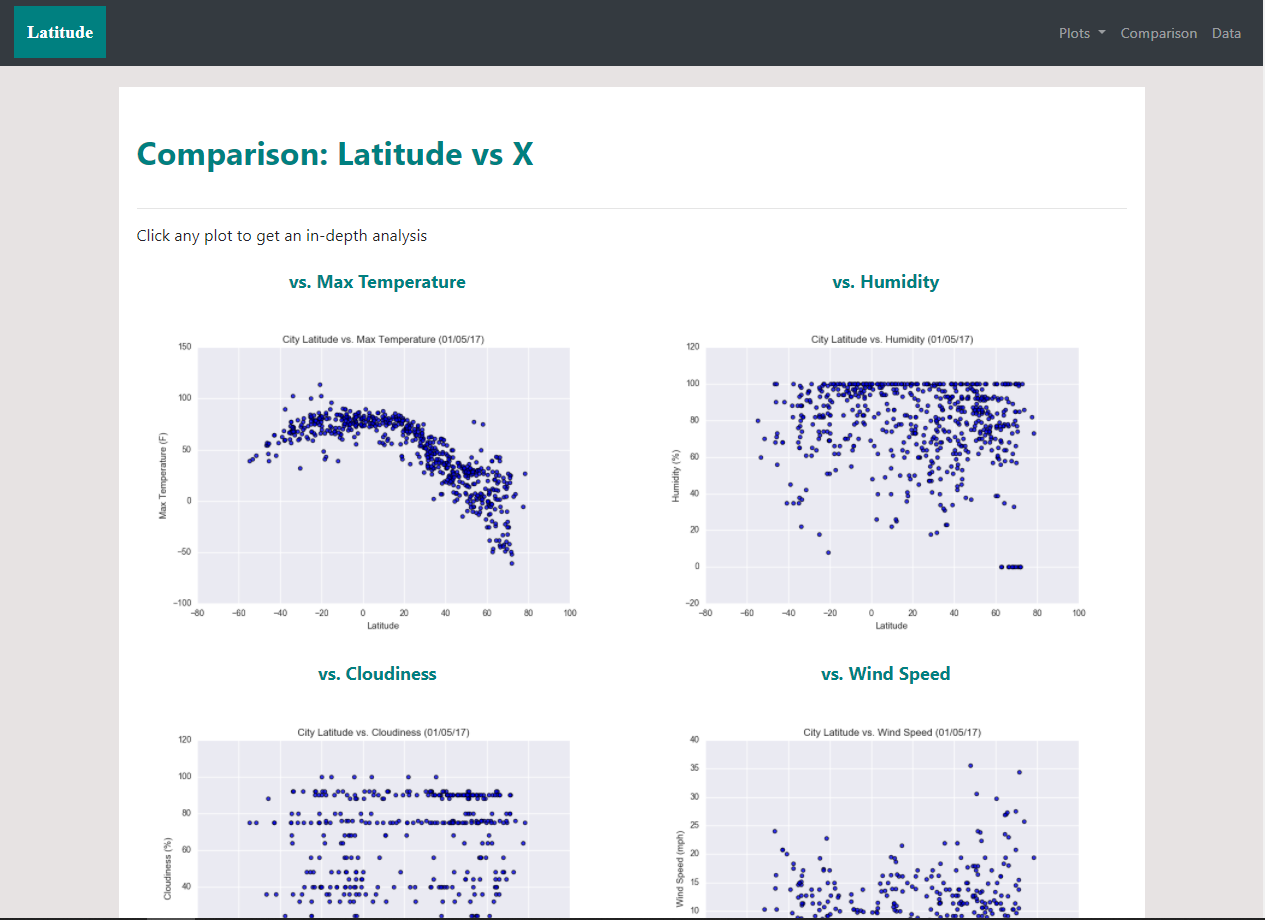 Latitude
Plots Comparison Data
Comparison: Latitude vs X
Click any plot to get an in-depth analysis
vs. Max Temperature
City Latitude vs. Max Temperature (01/05/17)
150
100
50
0
−50
−100
Max Temperature (F)
−80 −60 −40 −20 0 20 40 60 80 100
Latitude
vs. Humidity
City Latitude vs. Humidity (01/05/17)
120
100
80
60
40
20
0
−20
Humidity (%)
−80 −60 −40 −20 0 20 40 60 80 100
Latitude
vs. Cloudiness
City Latitude vs. Cloudiness (01/05/17)
120
100
80
60
40
Cloudiness (%)
vs. Wind Speed
City Latitude vs. Wind Speed (01/05/17)
40
35
30
25
20
15
10
Wind Speed (mph)